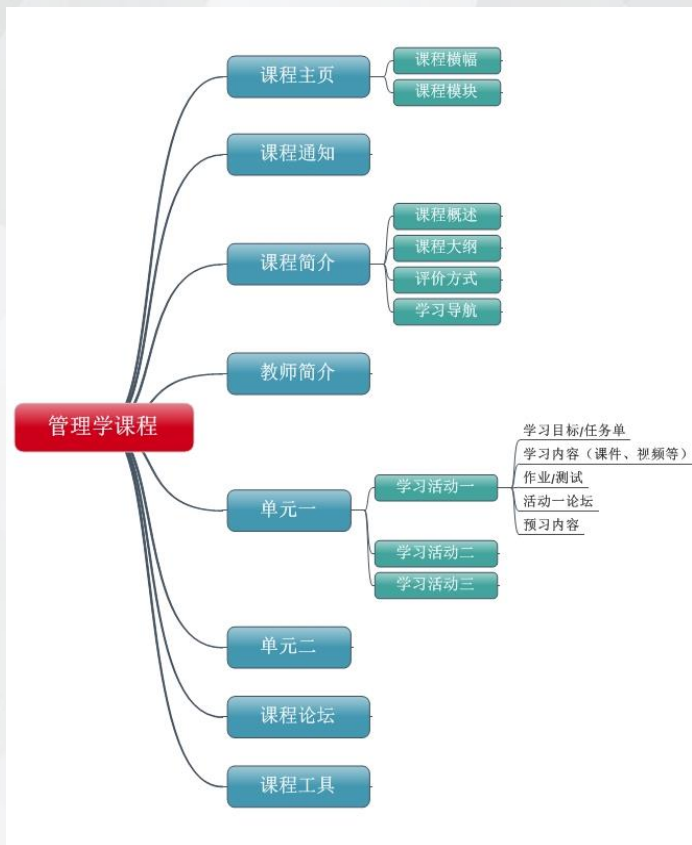 管理学课程
课程主页
课程横幅
课程模块
课程通知
课程简介
课程概述
课程大纲
评价方式
学习导航
教师简介
单元一
学习活动一
学习目标/任务单
学习内容（课件、视频等）
作业/测试
活动一论坛
预习内容
学习活动二
学习活动三
单元二
课程论坛
课程工具